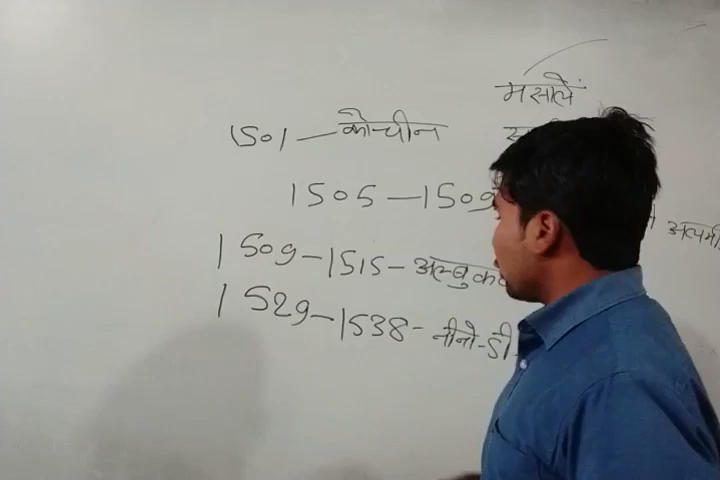 मसाले
1501 — कोचीन
1505 — 1509
1509 – 1515 – अल्बुक
1529 – 1538 – नीनो-डी